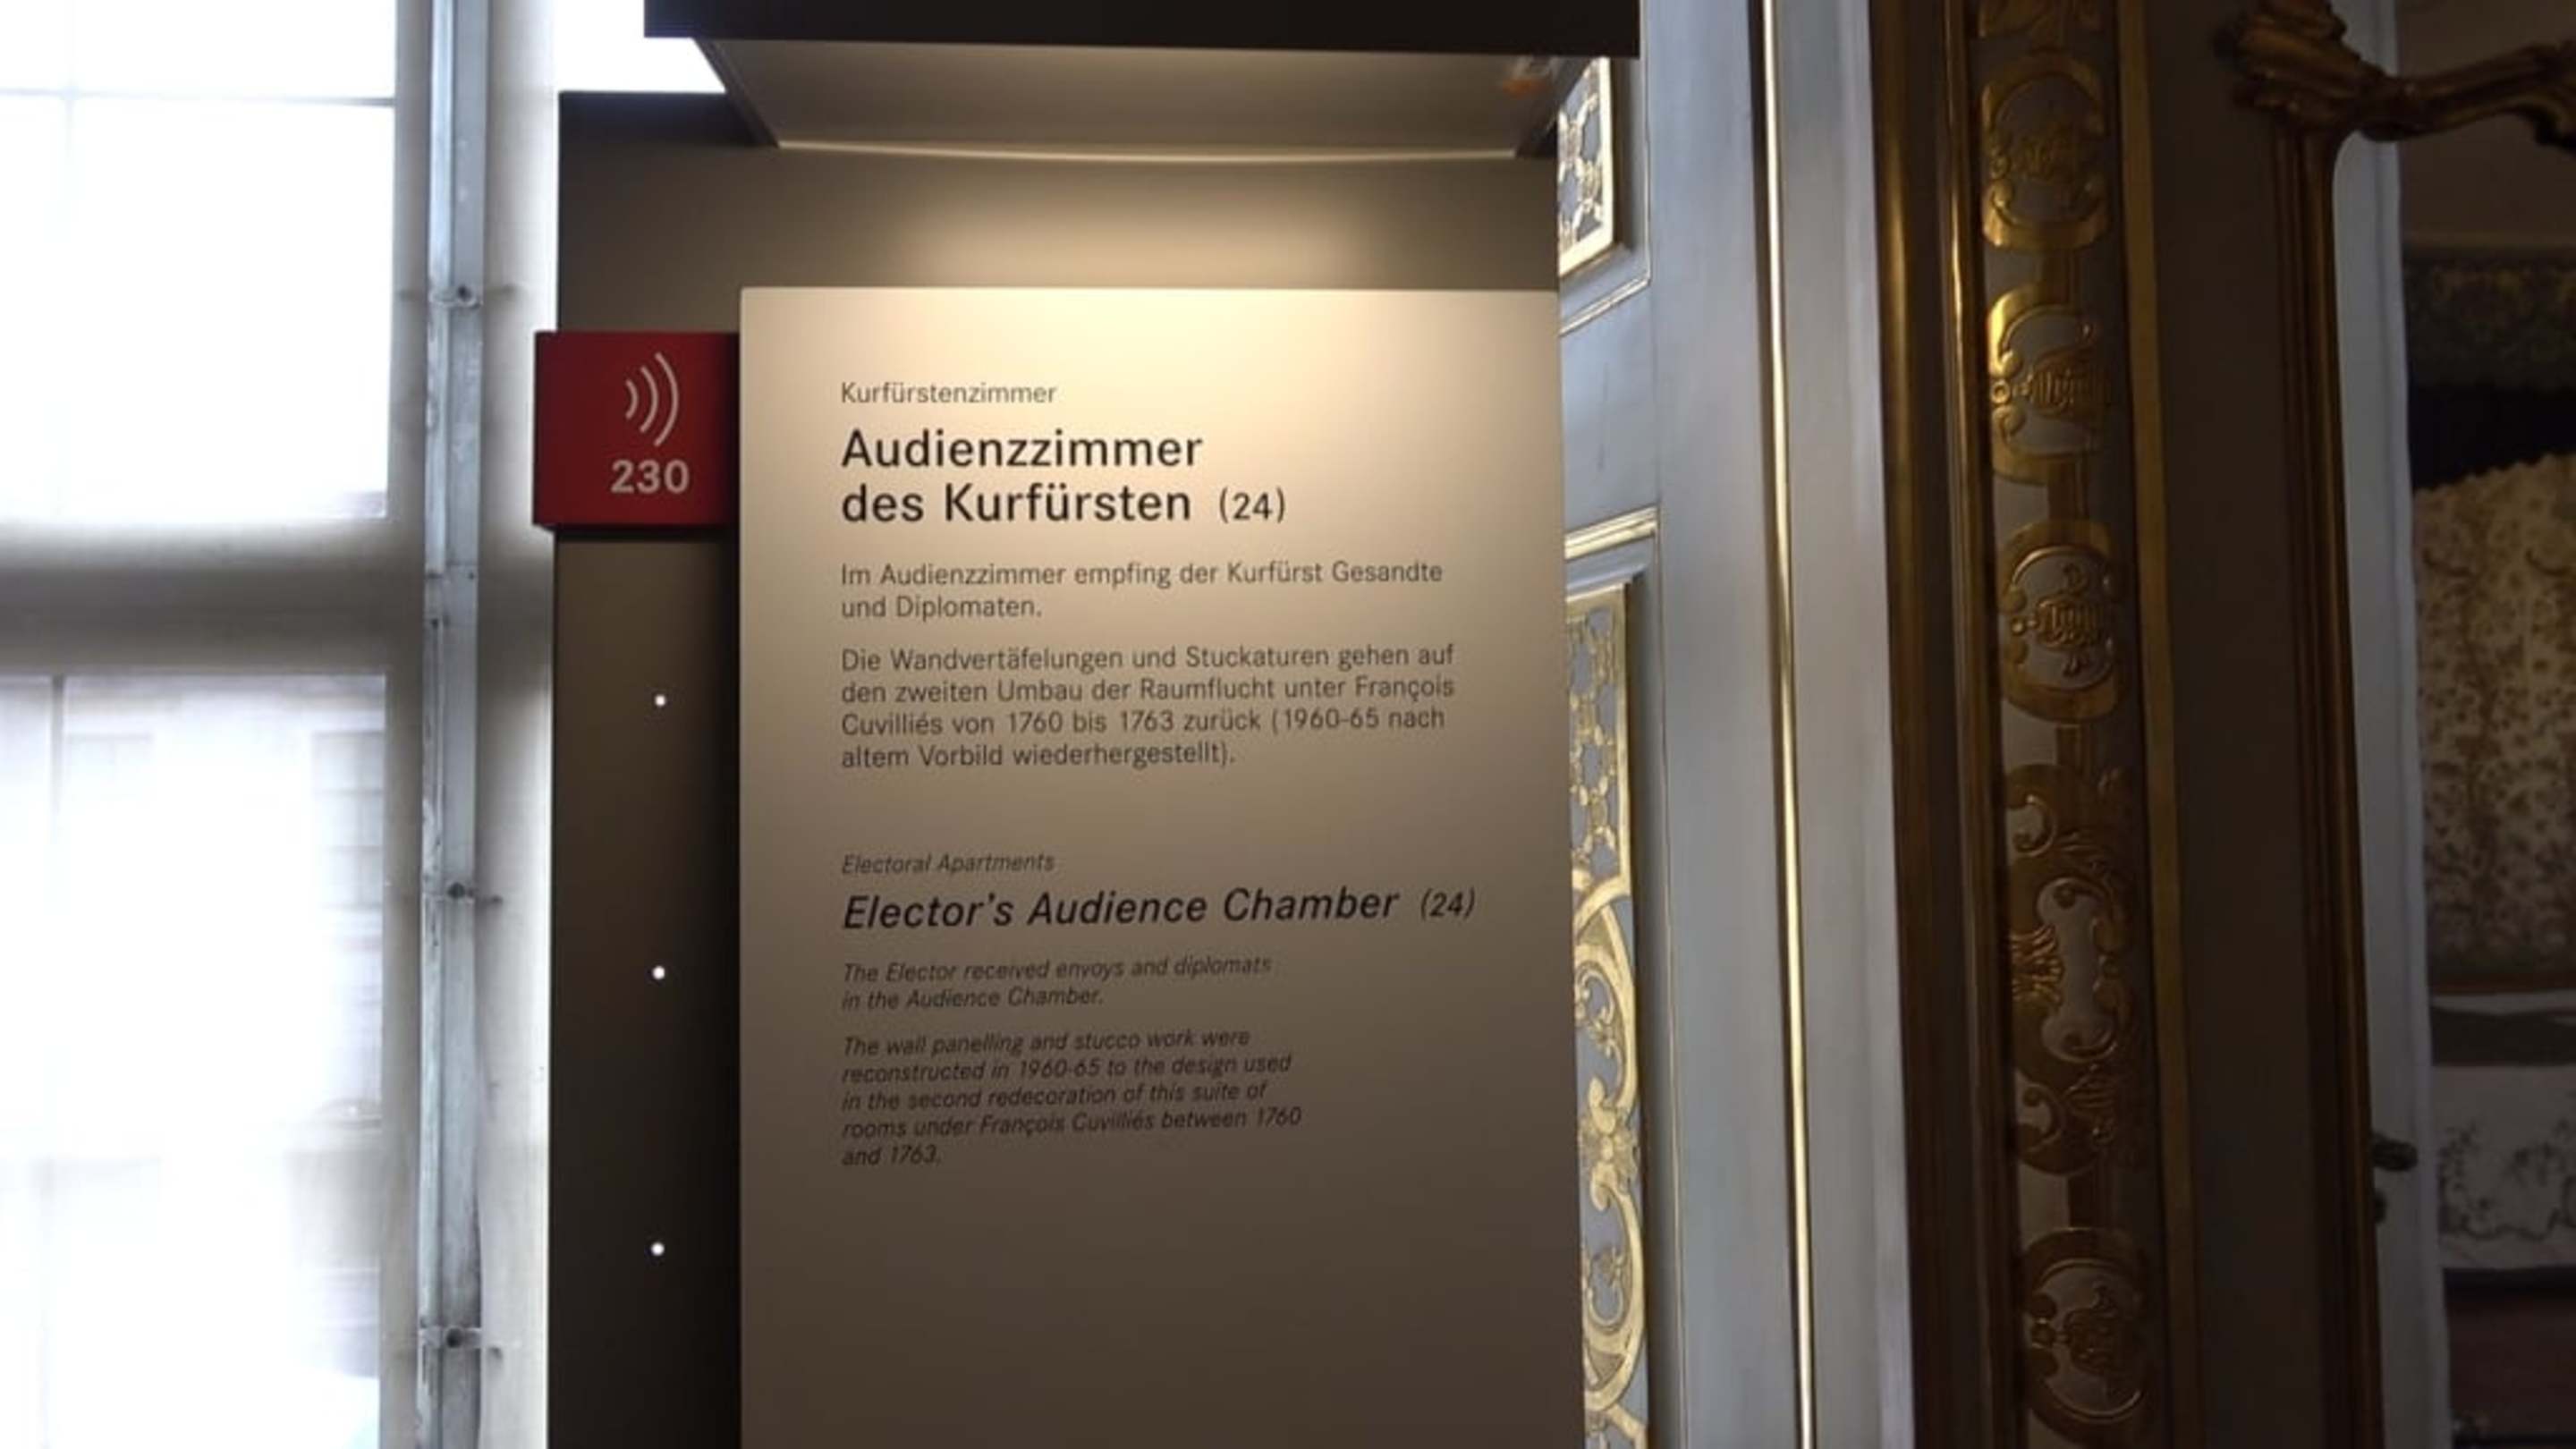 230
Kurfürstenzimmer
Audienzzimmer
des Kurfürsten (24)
Im Audienzzimmer empfing der Kurfürst Gesandte
und Diplomaten.
Die Wandvertäfelungen und Stuckaturen gehen auf
den zweiten Umbau der Raumflucht unter François
Cuvilliés von 1760 bis 1763 zurück (1960-65 nach
altem Vorbild wiederhergestellt).
Electoral Apartments
Elector's Audience Chamber (24)
The Elector received envoys and diplomats
in the Audience Chamber.
The wall panelling and stucco work were
reconstructed in 1960-65 to the design used
in the second redecoration of this suite of
rooms under François Cuvilliés between 1760
and 1763.